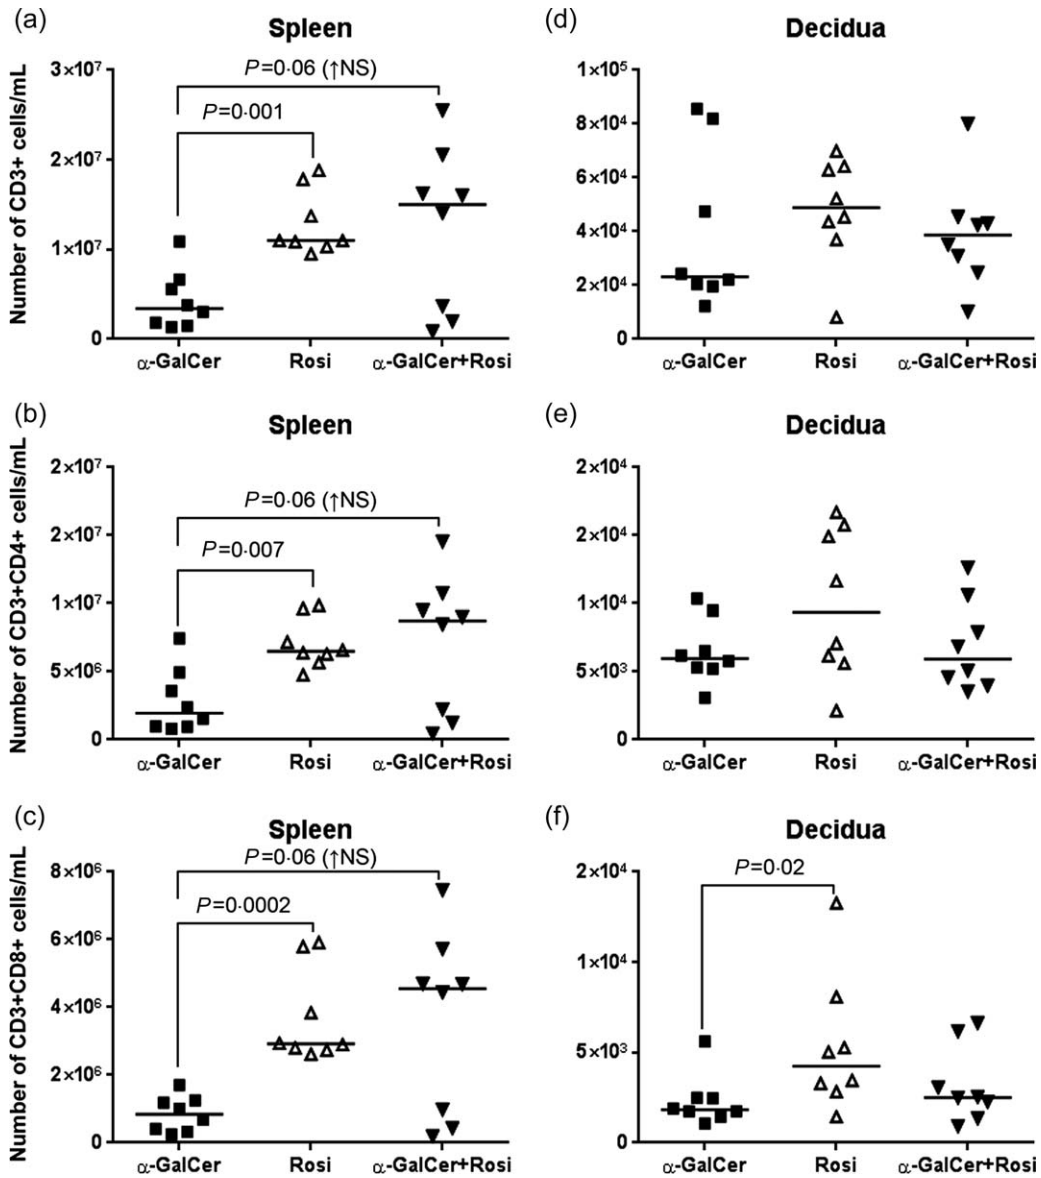 (a)
Spleen
Number of CD3+ cells/mL
3×10⁷
2×10⁷
1×10⁷
0
P=0·06 (↑NS)
P=0·001
α-GalCer
Rosi
α-GalCer+Rosi
(d)
Decidua
1×10⁵
8×10⁴
6×10⁴
4×10⁴
2×10⁴
0
α-GalCer
Rosi
α-GalCer+Rosi
(b)
Spleen
Number of CD3+CD4+ cells/mL
2×10⁷
2×10⁷
1×10⁷
5×10⁶
0
P=0·06 (↑NS)
P=0·007
α-GalCer
Rosi
α-GalCer+Rosi
(e)
Decidua
2×10⁴
2×10⁴
1×10⁴
5×10³
0
α-GalCer
Rosi
α-GalCer+Rosi
(c)
Spleen
Number of CD3+CD8+ cells/mL
8×10⁶
6×10⁶
4×10⁶
2×10⁶
0
P=0·06 (↑NS)
P=0·0002
α-GalCer
Rosi
α-GalCer+Rosi
(f)
Decidua
2×10⁴
1×10⁴
5×10³
0
P=0·02
α-GalCer
Rosi
α-GalCer+Rosi